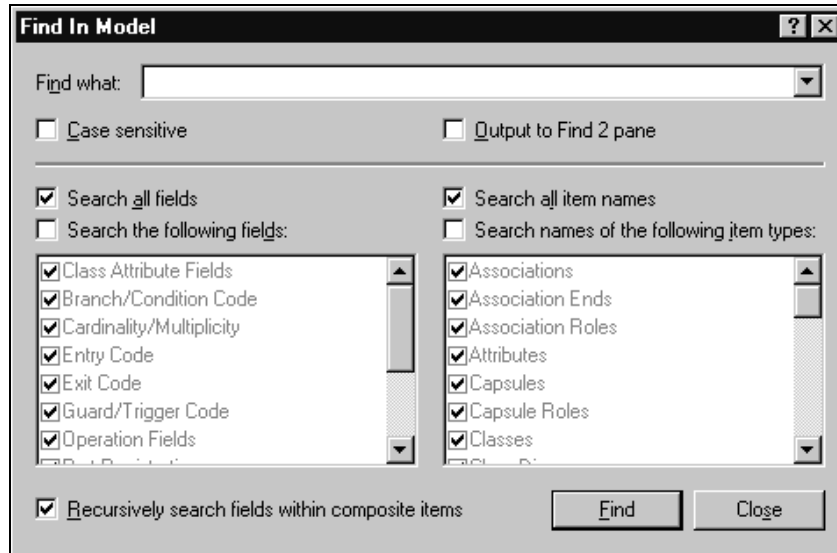 Find In Model
Find what:
Case sensitive
Output to Find 2 pane
Search all fields
Search all item names
Search the following fields:
Search names of the following item types:
Class Attribute Fields
Branch/Condition Code
Cardinality/Multiplicity
Entry Code
Exit Code
Guard/Trigger Code
Operation Fields
Associations
Association Ends
Association Roles
Attributes
Capsules
Capsule Roles
Classes
Recursively search fields within composite items
Find
Close